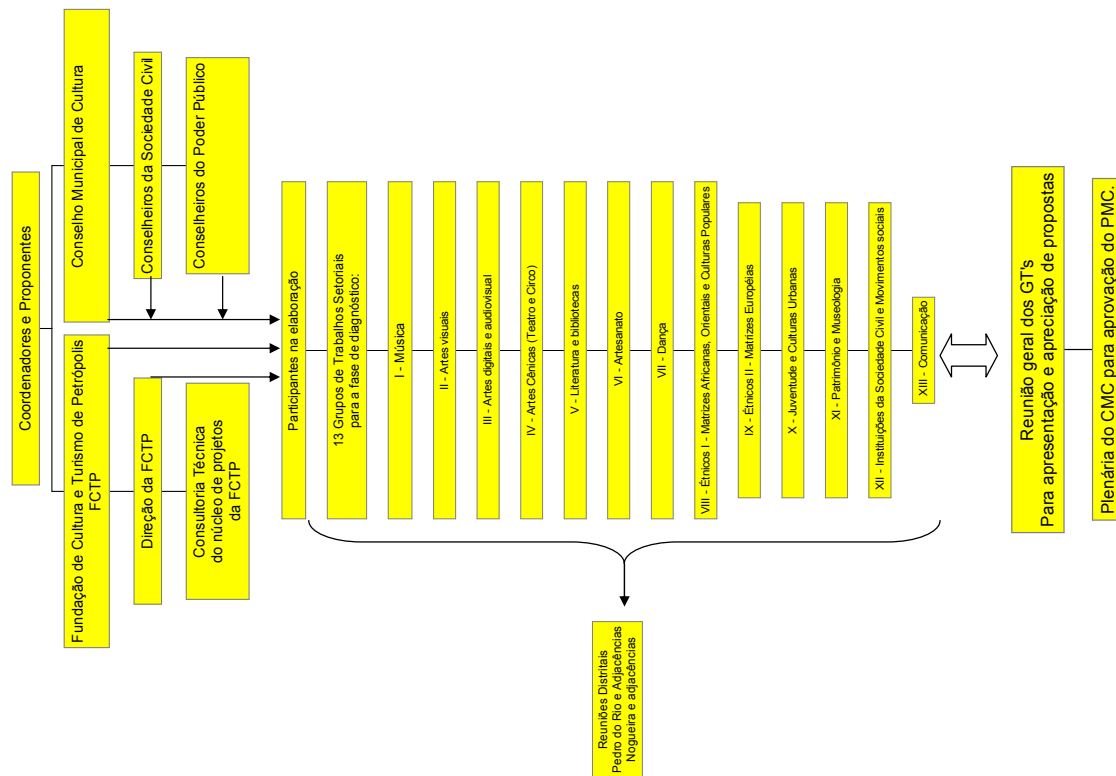 Coordenadores e Proponentes
Fundação de Cultura e Turismo de Petrópolis
FCTP
Conselho Municipal de Cultura
Direção da FCTP
Conselheiros da Sociedade Civil
Consultoria Técnica
do núcleo de projetos
da FCTP
Conselheiros do Poder Público
Participantes na elaboração
13 Grupos de Trabalhos Setoriais
para a fase de diagnóstico:
I - Música
II - Artes visuais
III - Artes digitais e audiovisual
IV - Artes Cênicas (Teatro e Circo)
V - Literatura e bibliotecas
VI - Artesanato
VII - Dança
VIII - Étnicos I - Matrizes Africanas, Orientais e Culturas Populares
IX - Étnicos II - Matrizes Européias
X - Juventude e Culturas Urbanas
XI - Patrimônio e Museologia
XII - Instituições da Sociedade Civil e Movimentos sociais
XIII - Comunicação
Reuniões Distritais
Pedro do Rio e Adjacências
Nogueira e adjacências
Reunião geral dos GT's
Para apresentação e apreciação de propostas
Plenária do CMC para aprovação do PMC.